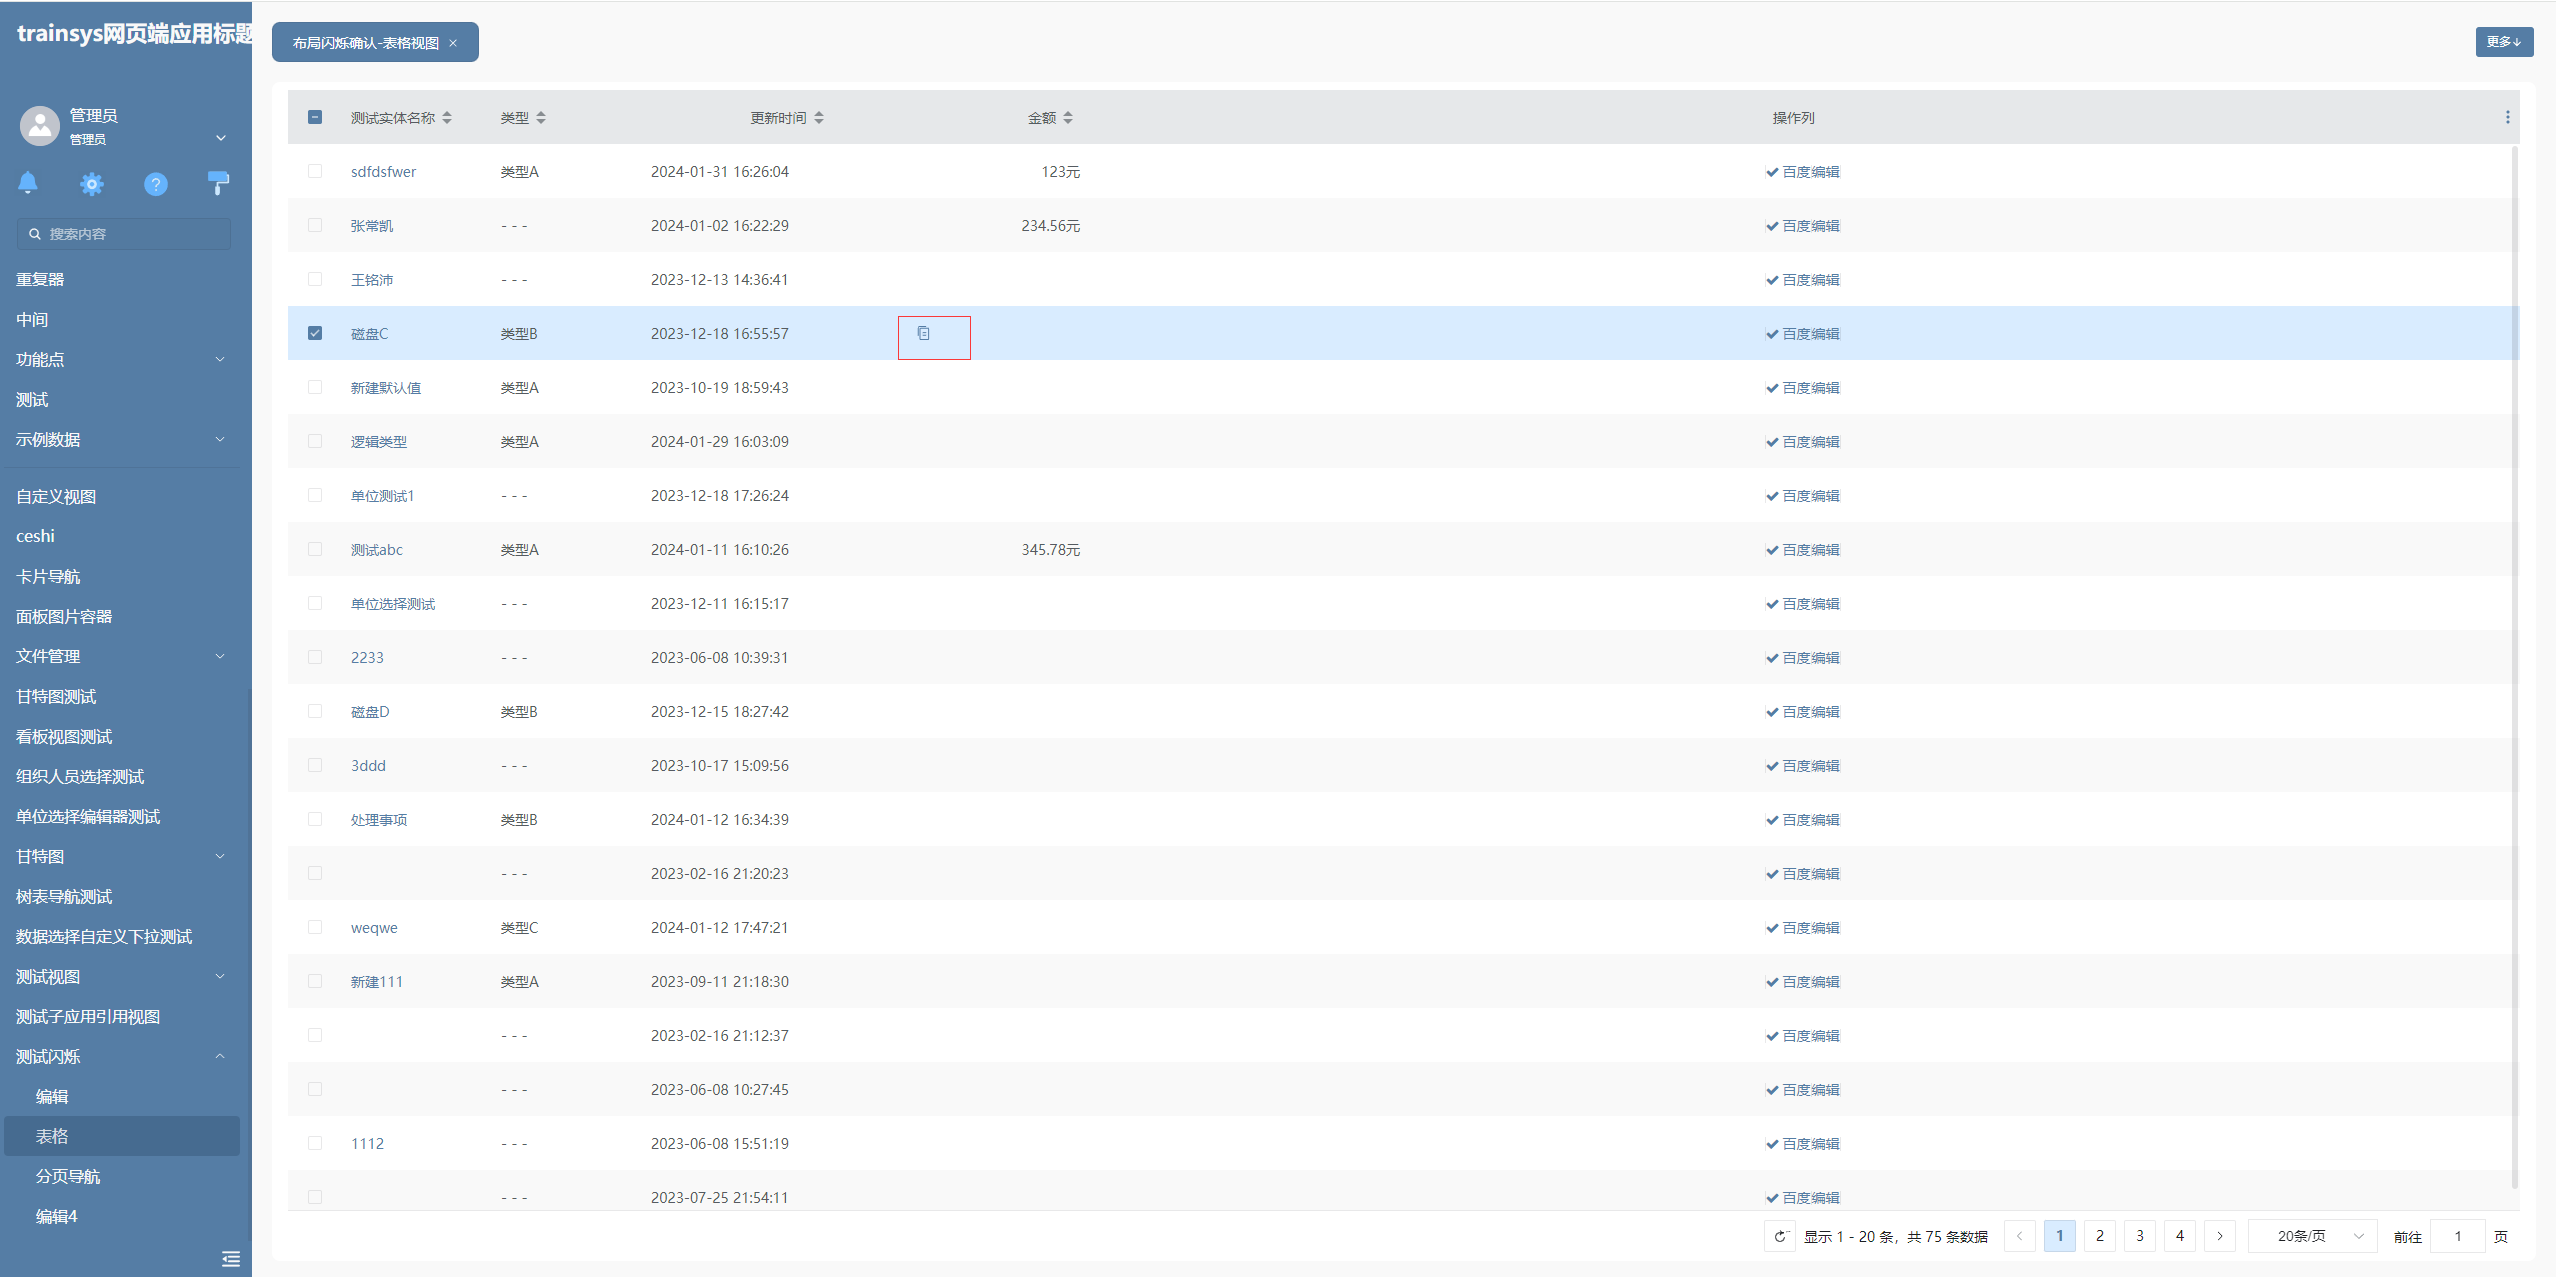 trainsys网页端应用标题
管理员
管理员
搜索内容
重复器
中间
功能点
测试
示例数据
自定义视图
ceshi
卡片导航
面板图片容器
文件管理
甘特图测试
看板视图测试
组织人员选择测试
单位选择编辑器测试
甘特图
树表导航测试
数据选择自定义下拉测试
测试视图
测试子应用引用视图
测试闪烁
编辑
表格
分页导航
编辑4
布局闪烁确认-表格视图 ×
更多↓
测试实体名称 类型 更新时间 金额 操作列
sdfdsfwer 类型A 2024-01-31 16:26:04 123元 百度编辑
张常凯 - - - 2024-01-02 16:22:29 234.56元 百度编辑
王铭沛 - - - 2023-12-13 14:36:41 百度编辑
磁盘C 类型B 2023-12-18 16:55:57 百度编辑
新建默认值 类型A 2023-10-19 18:59:43 百度编辑
逻辑类型 类型A 2024-01-29 16:03:09 百度编辑
单位测试1 - - - 2023-12-18 17:26:24 百度编辑
测试abc 类型A 2024-01-11 16:10:26 345.78元 百度编辑
单位选择测试 - - - 2023-12-11 16:15:17 百度编辑
2233 - - - 2023-06-08 10:39:31 百度编辑
磁盘D 类型B 2023-12-15 18:27:42 百度编辑
3ddd - - - 2023-10-17 15:09:56 百度编辑
处理事项 类型B 2024-01-12 16:34:39 百度编辑
- - - 2023-02-16 21:20:23 百度编辑
weqwe 类型C 2024-01-12 17:47:21 百度编辑
新建111 类型A 2023-09-11 21:18:30 百度编辑
- - - 2023-02-16 21:12:37 百度编辑
- - - 2023-06-08 10:27:45 百度编辑
1112 - - - 2023-06-08 15:51:19 百度编辑
- - - 2023-07-25 21:54:11 百度编辑
显示 1 - 20 条，共 75 条数据 < 1 2 3 4 > 20条/页 前往 1 页